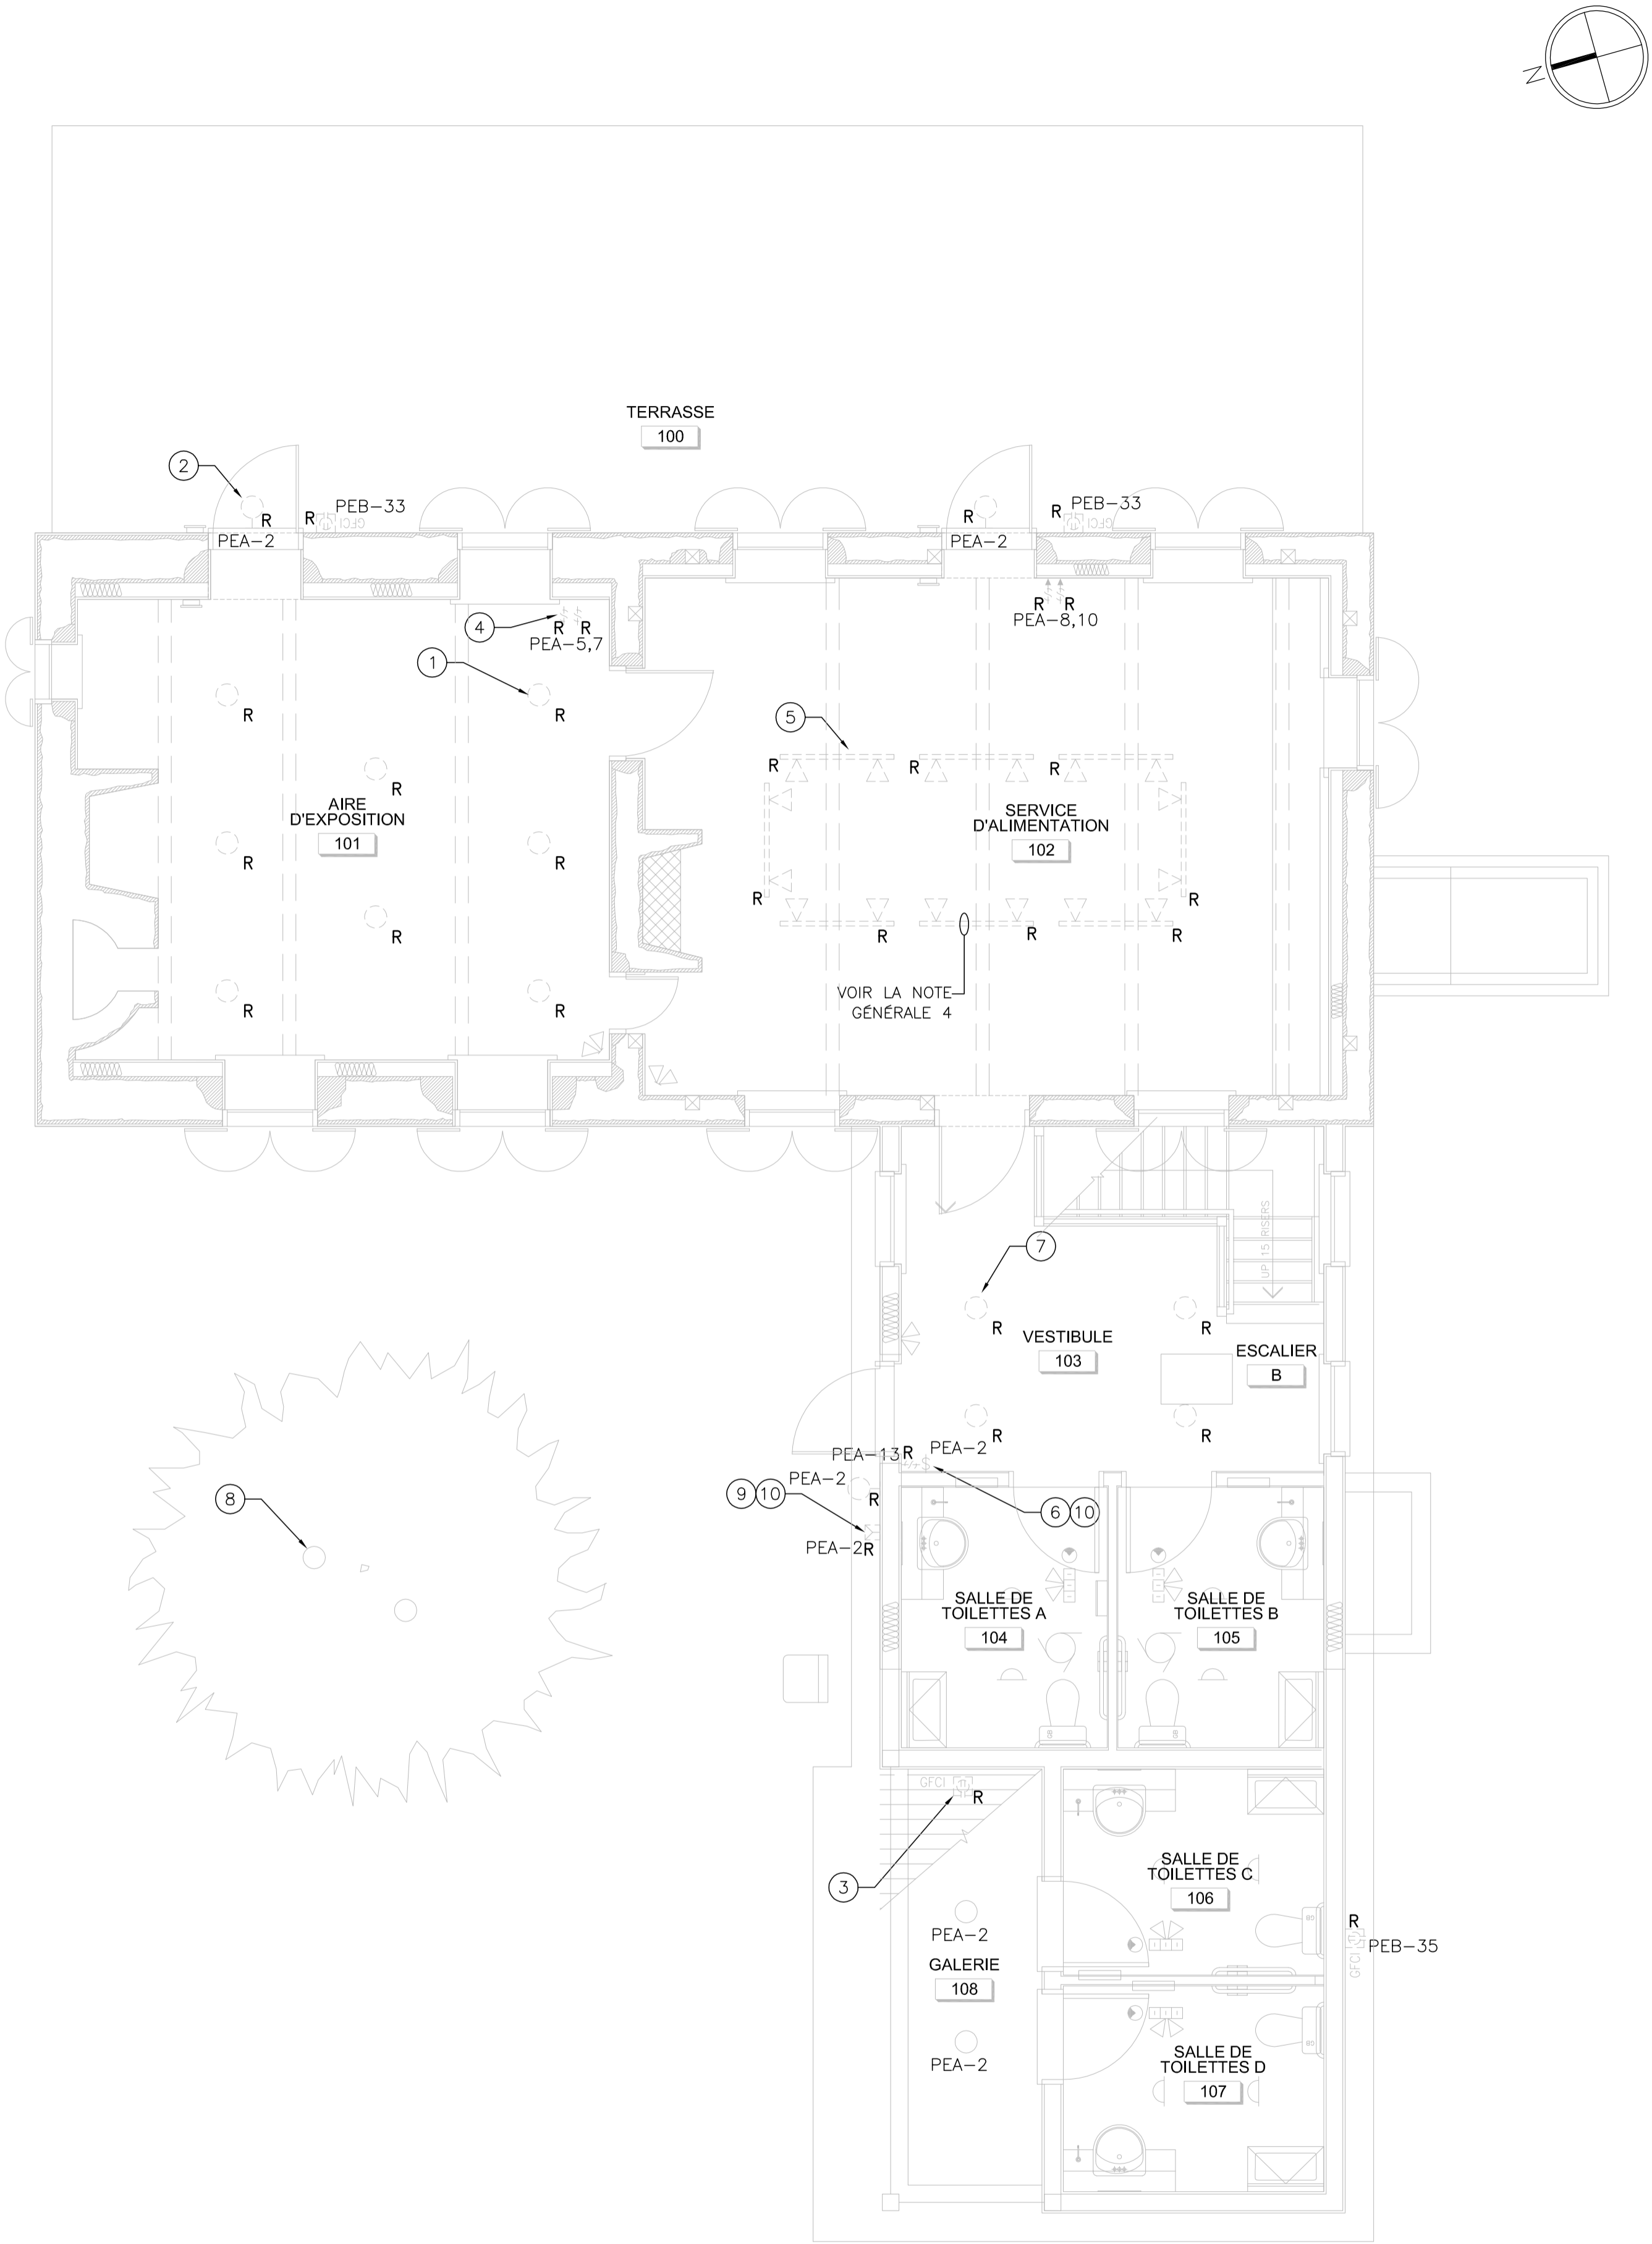 N
TERRASSE
100
2
R
PEB-33
R
GFCI
PEA-2
R
R
PEB-33
GFCI
PEA-2
4
R R
PEA-5,7
R R
PEA-8,10
1
R
R
5
R
R
R
R
AIRE
D'EXPOSITION
101
SERVICE
D'ALIMENTATION
102
R
R
R
R
R
R
R
R
R
VOIR LA NOTE
GÉNÉRALE 4
R
R
UP 15 RISERS
7
R
R
VESTIBULE
103
ESCALIER
B
R
R
PEA-13
R
PEA-2
$
PEA-2
R
9
10
6
10
PEA-2
R
8
SALLE DE
TOILETTES A
104
SALLE DE
TOILETTES B
105
GFCI
R
3
SALLE DE
TOILETTES C
106
PEA-2
R
PEB-35
GFCI
GALERIE
108
PEA-2
SALLE DE
TOILETTES D
107